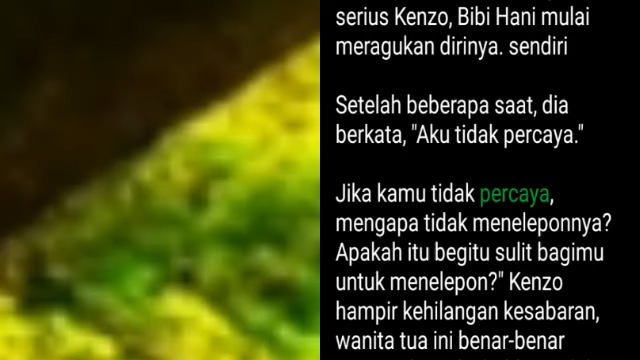 serius Kenzo, Bibi Hani mulai
meragukan dirinya. sendiri
Setelah beberapa saat, dia
berkata, "Aku tidak percaya."
Jika kamu tidak percaya,
mengapa tidak meneleponnya?
Apakah itu begitu sulit bagimu
untuk menelepon?" Kenzo
hampir kehilangan kesabaran,
wanita tua ini benar-benar